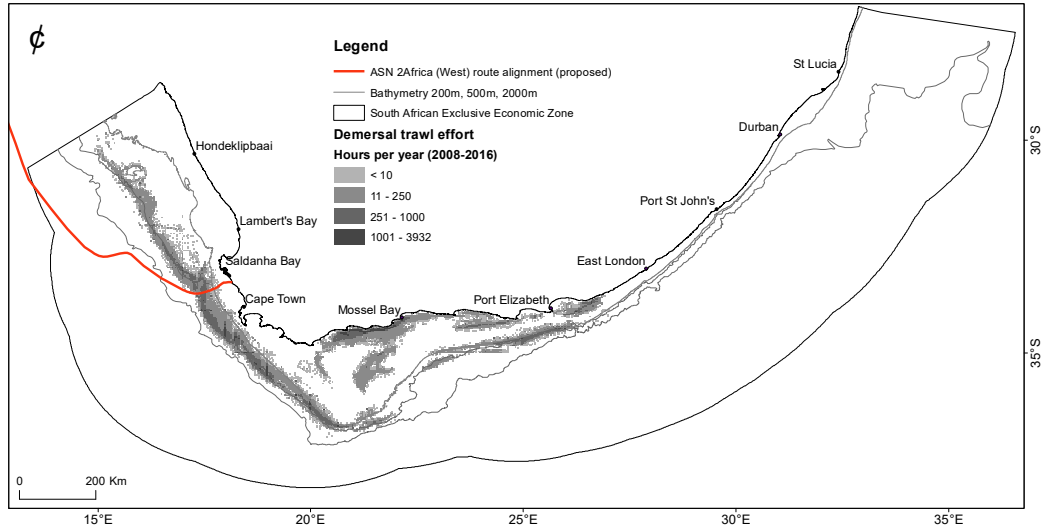 ¢
Legend
ASN 2Africa (West) route alignment (proposed)
Bathymetry 200m, 500m, 2000m
South African Exclusive Economic Zone
Demersal trawl effort
Hours per year (2008-2016)
< 10
11 - 250
251 - 1000
1001 - 3932
St Lucia
Durban
Port St John's
East London
Port Elizabeth
Mossel Bay
Hondeklipbaai
Lambert's Bay
Saldanha Bay
Cape Town
30°S
35°S
0 200 Km
15°E 20°E 25°E 30°E 35°E